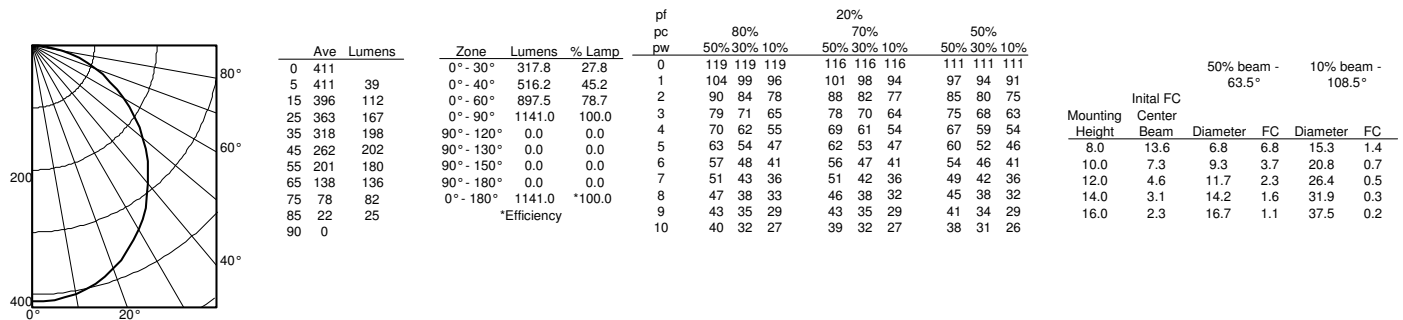 80°
60°
40°
200
400
0° 20°
Ave Lumens
0 411
5 411 39
15 396 112
25 363 167
35 318 198
45 262 202
55 201 180
65 138 136
75 78 82
85 22 25
90 0
Zone Lumens % Lamp
0° - 30° 317.8 27.8
0° - 40° 516.2 45.2
0° - 60° 897.5 78.7
0° - 90° 1141.0 100.0
90° - 120° 0.0 0.0
90° - 130° 0.0 0.0
90° - 150° 0.0 0.0
90° - 180° 0.0 0.0
0° - 180° 1141.0 *100.0
*Efficiency
pf 20%
pc 80% 70% 50%
pw 50% 30% 10% 50% 30% 10% 50% 30% 10%
0 119 119 119 116 116 116 111 111 111
1 104 99 96 101 98 94 97 94 91
2 90 84 78 88 82 77 85 80 75
3 79 71 65 78 70 64 75 68 63
4 70 62 55 69 61 54 67 59 54
5 63 54 47 62 53 47 60 52 46
6 57 48 41 56 47 41 54 46 41
7 51 43 36 51 42 36 49 42 36
8 47 38 33 46 38 32 45 38 32
9 43 35 29 43 35 29 41 34 29
10 40 32 27 39 32 27 38 31 26
50% beam - 10% beam -
63.5° 108.5°
Inital FC
Mounting Center
Height Beam Diameter FC Diameter FC
8.0 13.6 6.8 6.8 15.3 1.4
10.0 7.3 9.3 3.7 20.8 0.7
12.0 4.6 11.7 2.3 26.4 0.5
14.0 3.1 14.2 1.6 31.9 0.3
16.0 2.3 16.7 1.1 37.5 0.2